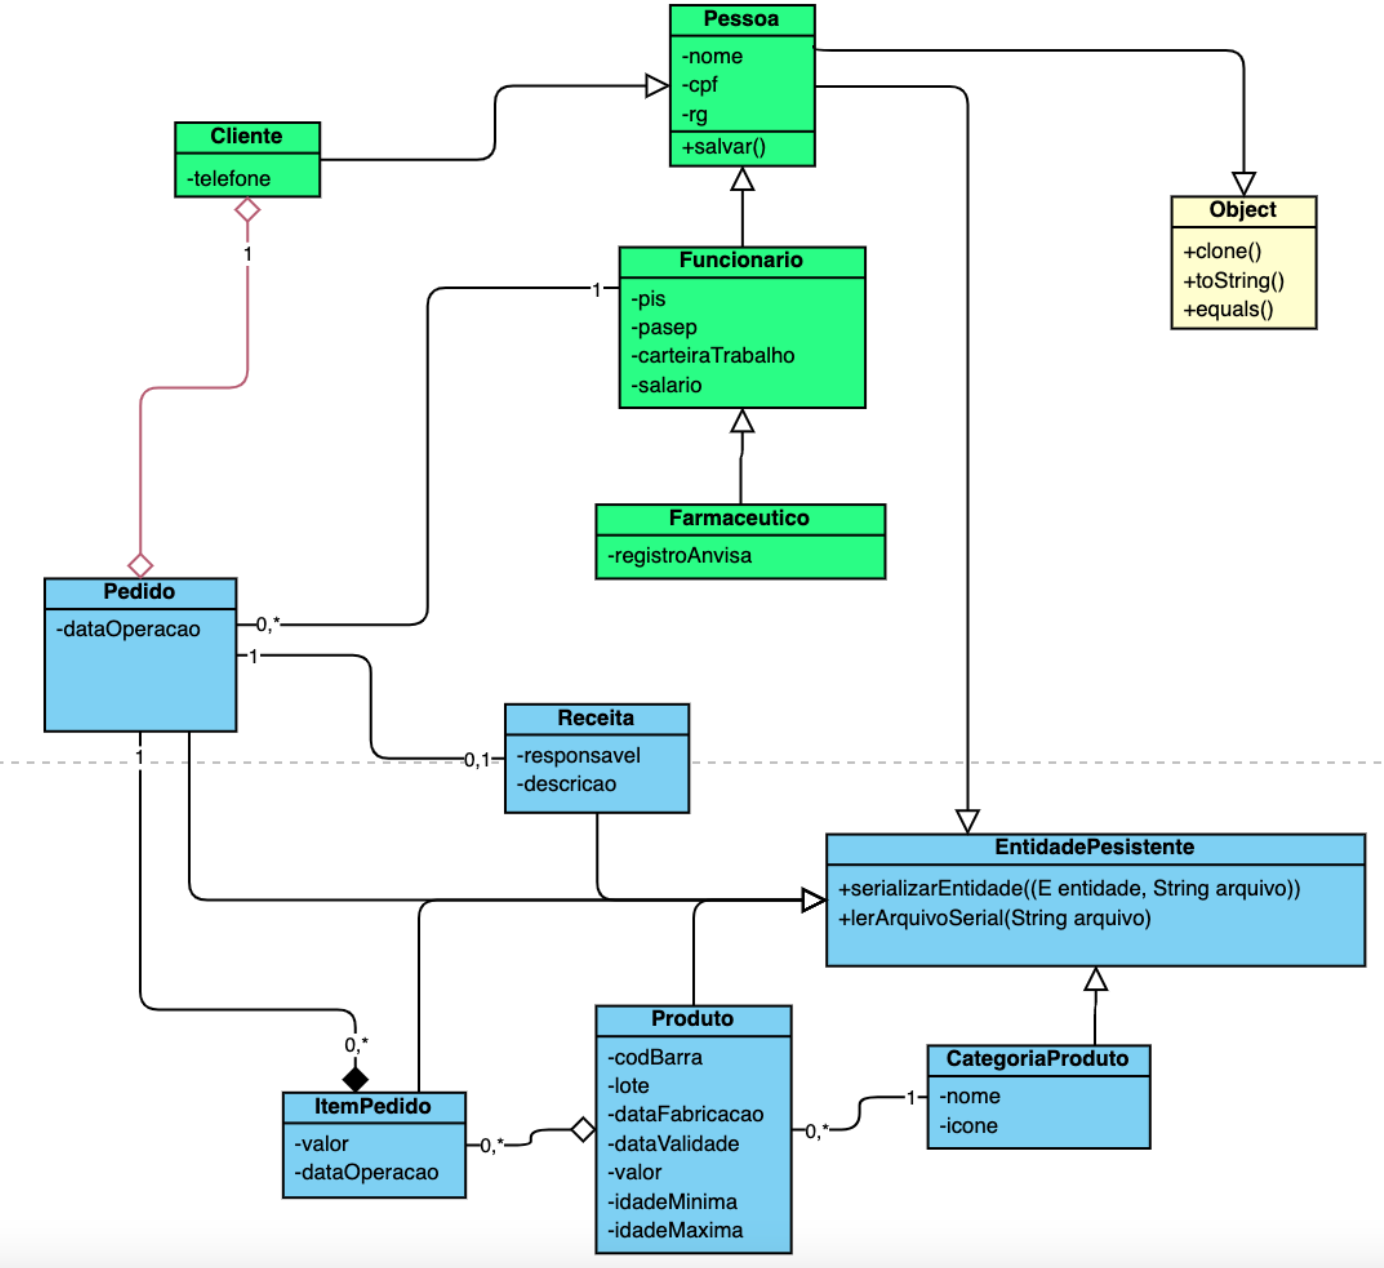 Pessoa
-nome
-cpf
-rg
+salvar()
Cliente
-telefone
1
Object
+clone()
+toString()
+equals()
Funcionario
-pis
-pasep
-carteiraTrabalho
-salario
1
Farmaceutico
-registroAnvisa
Pedido
-dataOperacao
0,*
1
1
Receita
-responsavel
-descricao
0,1
EntidadePesistente
+serializarEntidade((E entidade, String arquivo))
+lerArquivoSerial(String arquivo)
0,*
ItemPedido
-valor
-dataOperacao
0,*
Produto
-codBarra
-lote
-dataFabricacao
-dataValidade
-valor
-idadeMinima
-idadeMaxima
0,*
1
CategoriaProduto
-nome
-icone